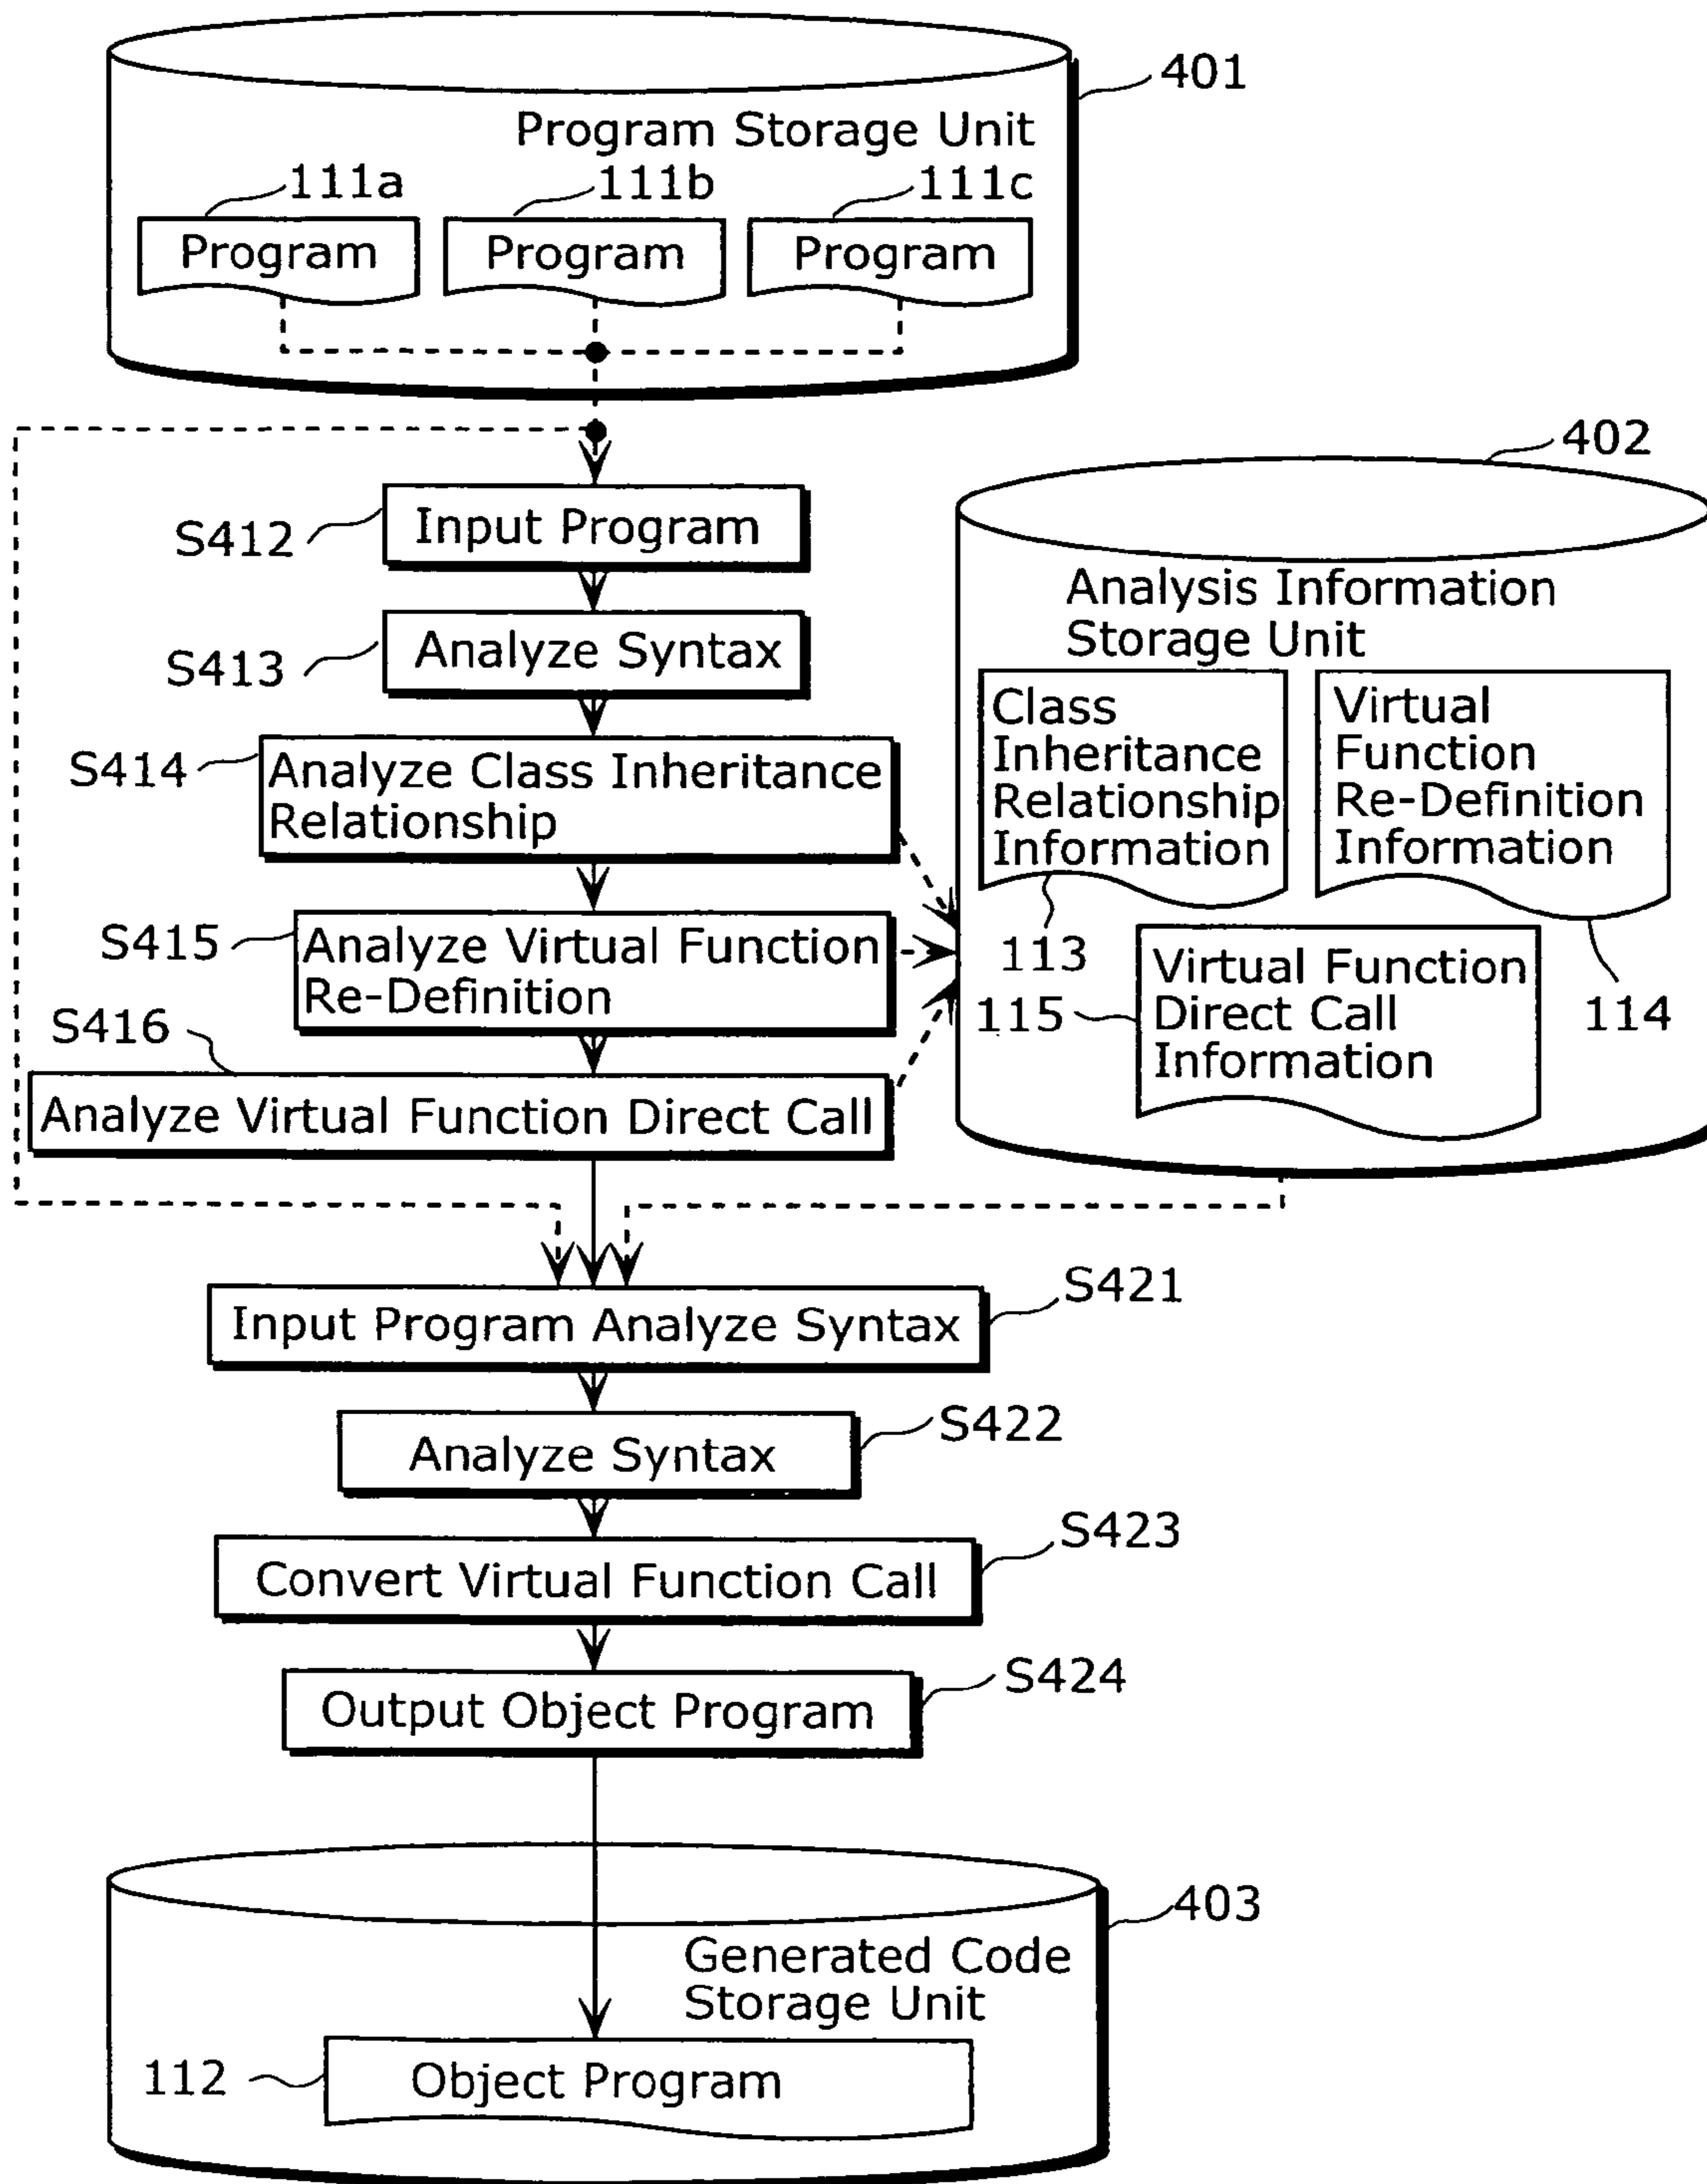 401
Program Storage Unit
111a
111b
111c
Program
Program
Program
402
S412
Input Program
Analysis Information
Storage Unit
S413
Analyze Syntax
Class
Inheritance
Relationship
Information
Virtual
Function
Re-Definition
Information
S414
Analyze Class Inheritance
Relationship
S415
Analyze Virtual Function
Re-Definition
113
114
115
Virtual Function
Direct Call
Information
S416
Analyze Virtual Function Direct Call
S421
Input Program Analyze Syntax
S422
Analyze Syntax
S423
Convert Virtual Function Call
S424
Output Object Program
403
Generated Code
Storage Unit
112
Object Program